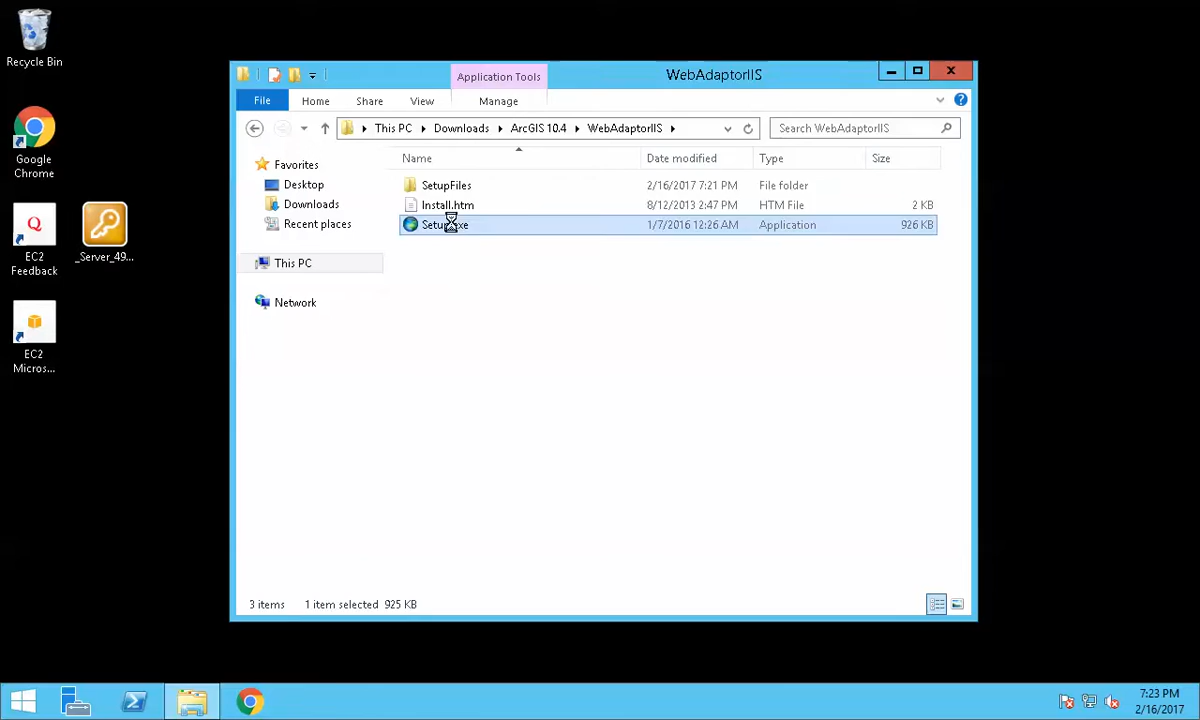 Recycle Bin
Google
Chrome
EC2
Feedback
_Server_49...
EC2
Micros...
Application Tools
WebAdaptorIIS
File
Home
Share
View
Manage
This PC
Downloads
ArcGIS 10.4
WebAdaptorIIS
Search WebAdaptorIIS
Favorites
Desktop
Downloads
Recent places
This PC
Network
Name
Date modified
Type
Size
SetupFiles
2/16/2017 7:21 PM
File folder
Install.htm
8/12/2013 2:47 PM
HTM File
2 KB
Setup.exe
1/7/2016 12:26 AM
Application
926 KB
3 items
1 item selected 925 KB
7:23 PM
2/16/2017